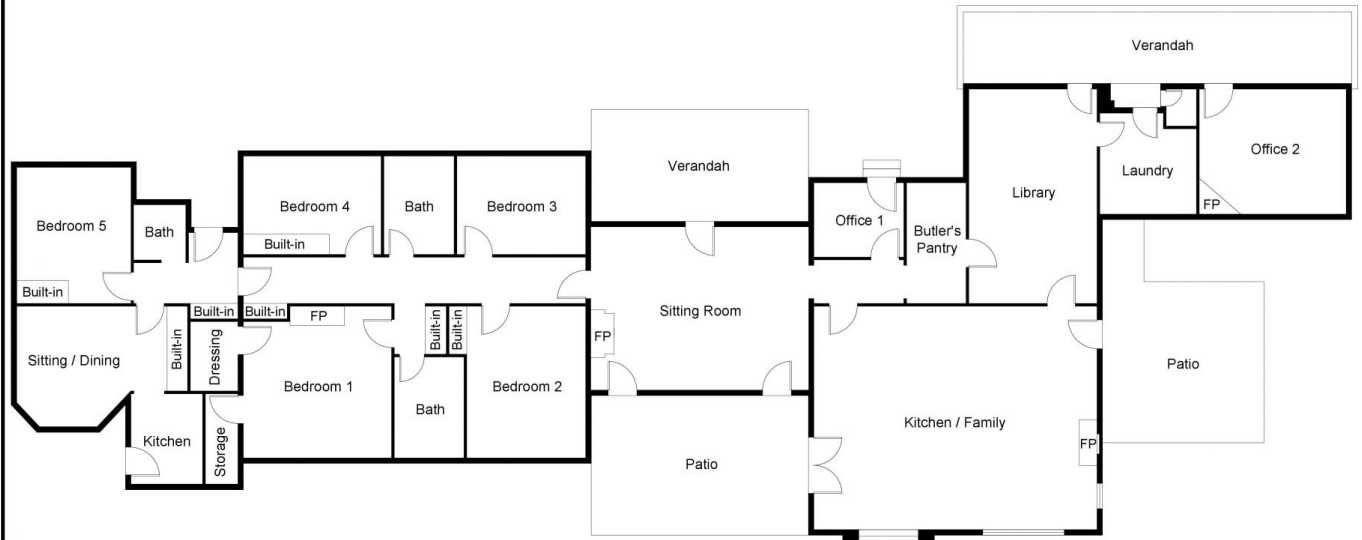 Verandah
Verandah
Bedroom 5
Bath
Built-in
Bedroom 4
Built-in
Bath
Bedroom 3
Office 1
Butler's
Pantry
Library
Laundry
Office 2
FP
Sitting / Dining
Built-in
Built-in
Dressing
Kitchen
Storage
Built-in
FP
Bedroom 1
Built-in
Built-in
Bath
Bedroom 2
FP
Sitting Room
Patio
Kitchen / Family
FP
Patio